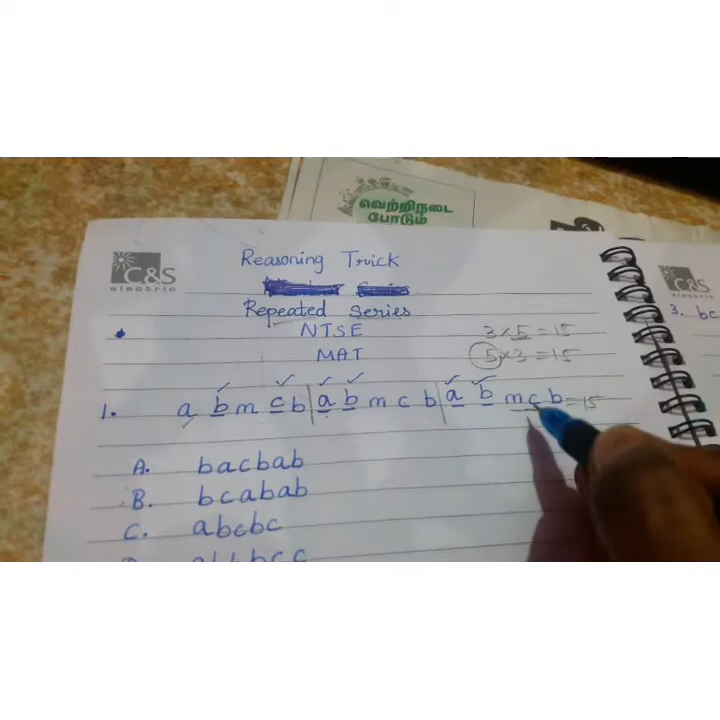 வெற்றிநடை
போடும்
C&S
electric
Reasoning Trick
Repeated Series
NTSE
MAT
3 × 5 = 15
5 × 3 = 15
1. a b m c b | a b m c b | a b m c b = 15
A. bacbab
B. bcabab
C. abcbc
C&S
electric
3. bc